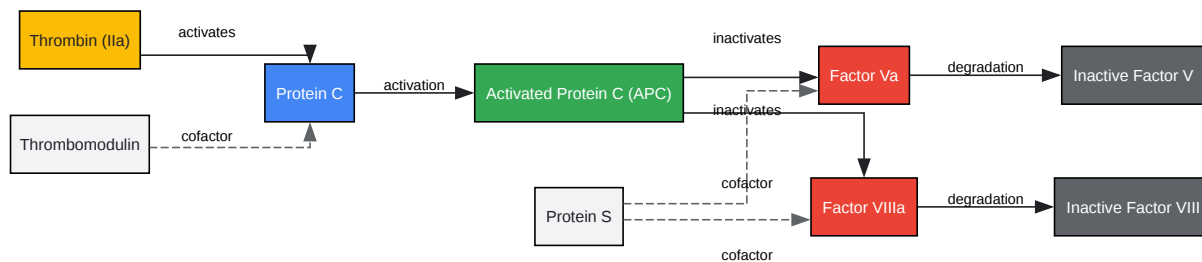 Thrombin (IIa)
activates
Thrombomodulin
cofactor
Protein C
activation
Activated Protein C (APC)
inactivates
inactivates
Protein S
cofactor
cofactor
Factor Va
degradation
Inactive Factor V
Factor VIIIa
degradation
Inactive Factor VIII